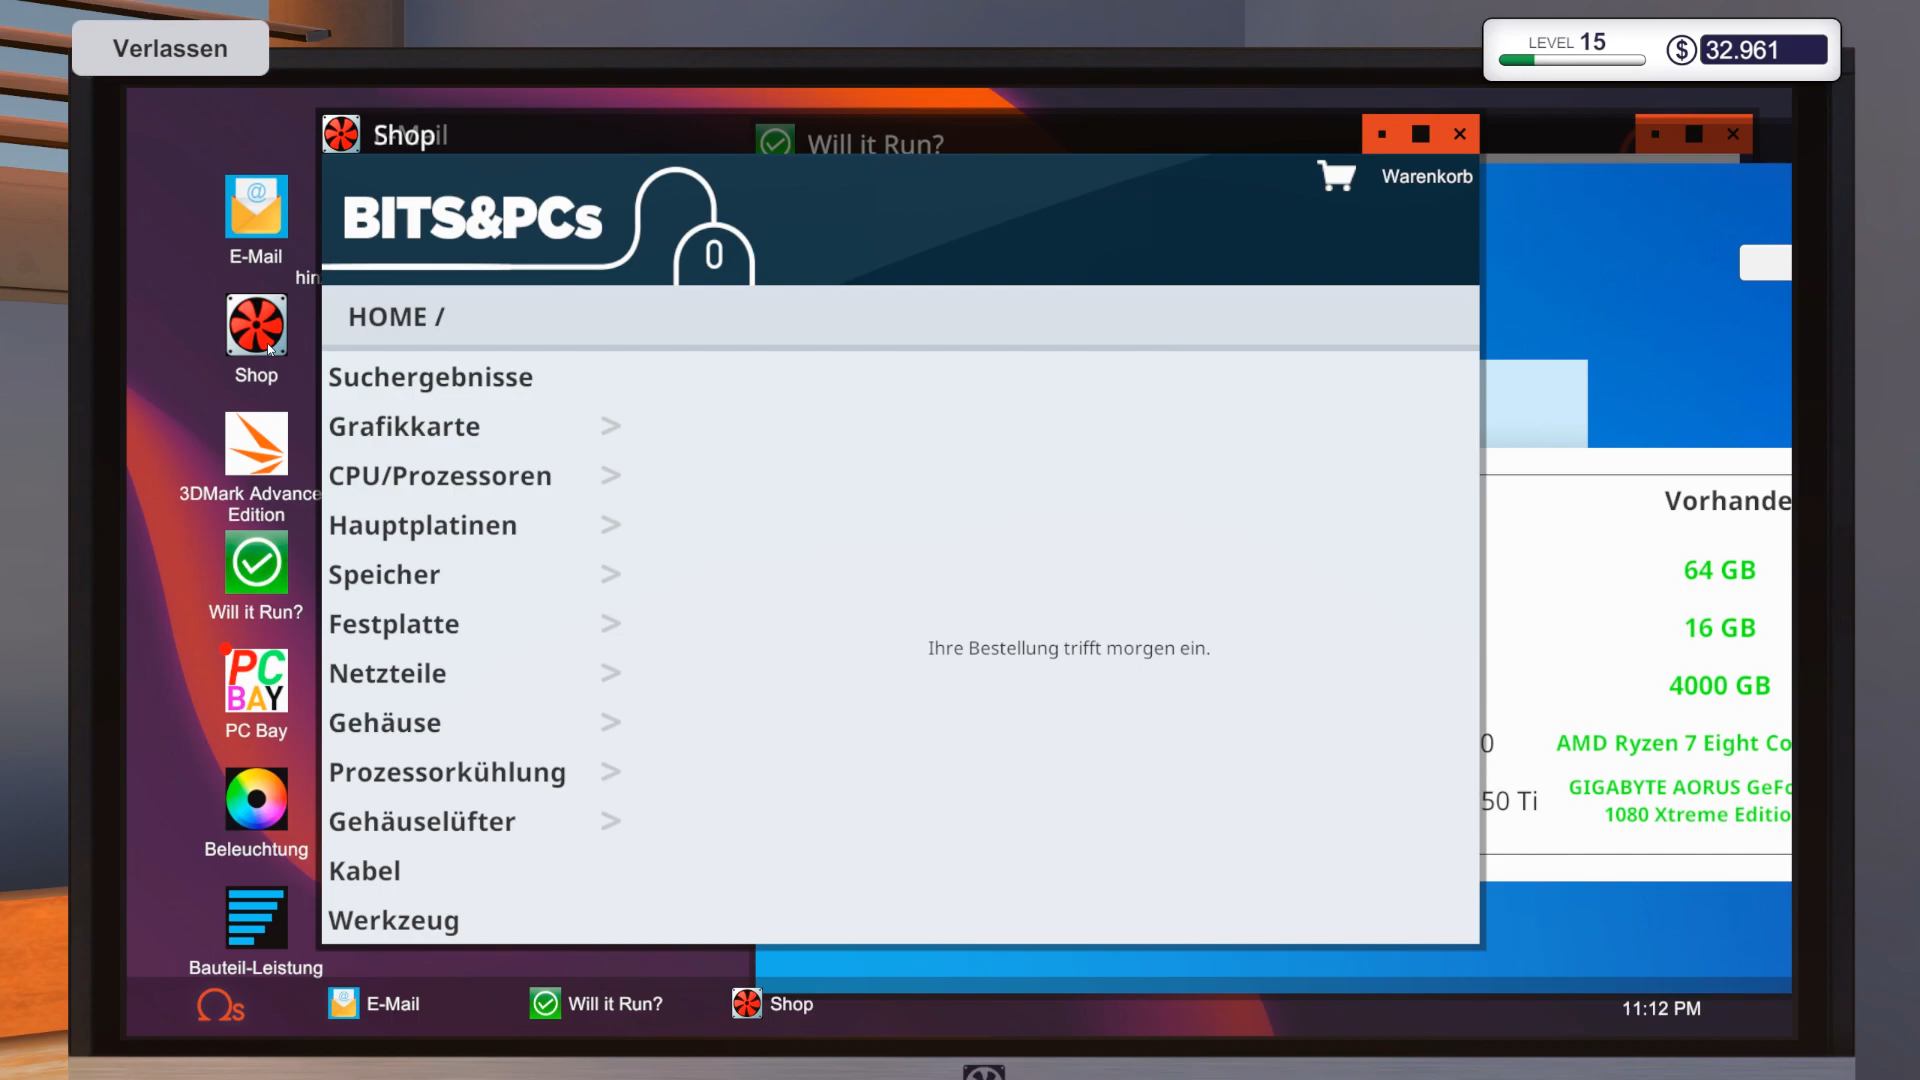 Verlassen
LEVEL 15
$ 32.961
Shop
Will it Run?
Warenkorb
BITS&PCs
HOME /
E-Mail
hin
Shop
3DMark Advance
Edition
Will it Run?
PC
BAY
PC Bay
Beleuchtung
Bauteil-Leistung
Suchergebnisse
Grafikkarte >
CPU/Prozessoren >
Hauptplatinen >
Speicher >
Festplatte >
Netzteile >
Gehäuse >
Prozessorkühlung >
Gehäuselüfter >
Kabel
Werkzeug
Ihre Bestellung trifft morgen ein.
Vorhande
64 GB
16 GB
4000 GB
0 AMD Ryzen 7 Eight Co
50 Ti GIGABYTE AORUS GeFo
1080 Xtreme Editio
Ωs
E-Mail
Will it Run?
Shop
11:12 PM